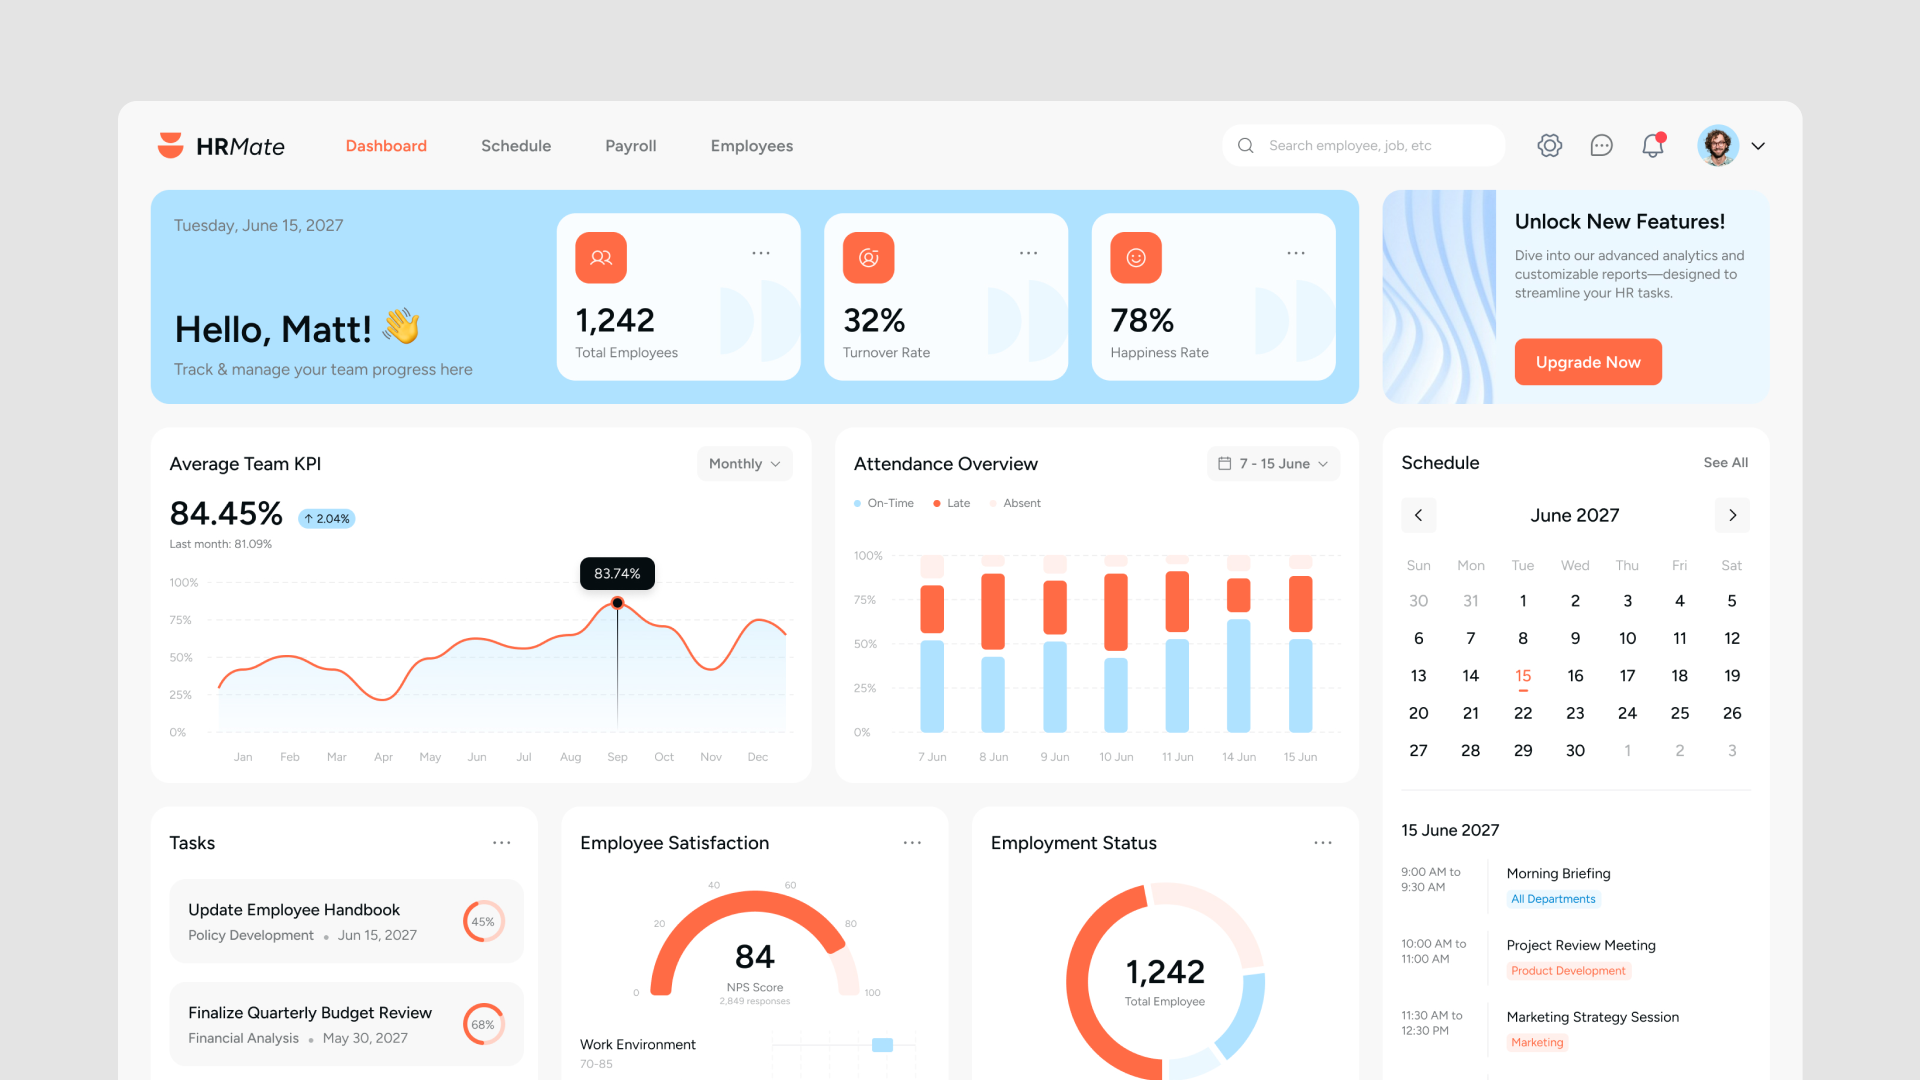 HRMate
Dashboard
Schedule
Payroll
Employees
Search employee, job, etc
Tuesday, June 15, 2027
Hello, Matt! 👋
Track & manage your team progress here
1,242
Total Employees
32%
Turnover Rate
78%
Happiness Rate
Unlock New Features!
Dive into our advanced analytics and
customizable reports—designed to
streamline your HR tasks.
Upgrade Now
Average Team KPI
Monthly
84.45%
↑ 2.04%
Last month: 81.09%
83.74%
100%
75%
50%
25%
0%
Jan Feb Mar Apr May Jun Jul Aug Sep Oct Nov Dec
Attendance Overview
7 - 15 June
On-Time Late Absent
100%
75%
50%
25%
0%
7 Jun 8 Jun 9 Jun 10 Jun 11 Jun 14 Jun 15 Jun
Schedule
See All
June 2027
Sun Mon Tue Wed Thu Fri Sat
30 31 1 2 3 4 5
6 7 8 9 10 11 12
13 14 15 16 17 18 19
20 21 22 23 24 25 26
27 28 29 30 1 2 3
15 June 2027
9:00 AM to
9:30 AM
Morning Briefing
All Departments
10:00 AM to
11:00 AM
Project Review Meeting
Product Development
11:30 AM to
12:30 PM
Marketing Strategy Session
Marketing
Tasks
Update Employee Handbook
Policy Development • Jun 15, 2027
45%
Finalize Quarterly Budget Review
Financial Analysis • May 30, 2027
68%
Employee Satisfaction
0
20
40
60
80
100
84
NPS Score
2,849 responses
Work Environment
70-85
Employment Status
1,242
Total Employee